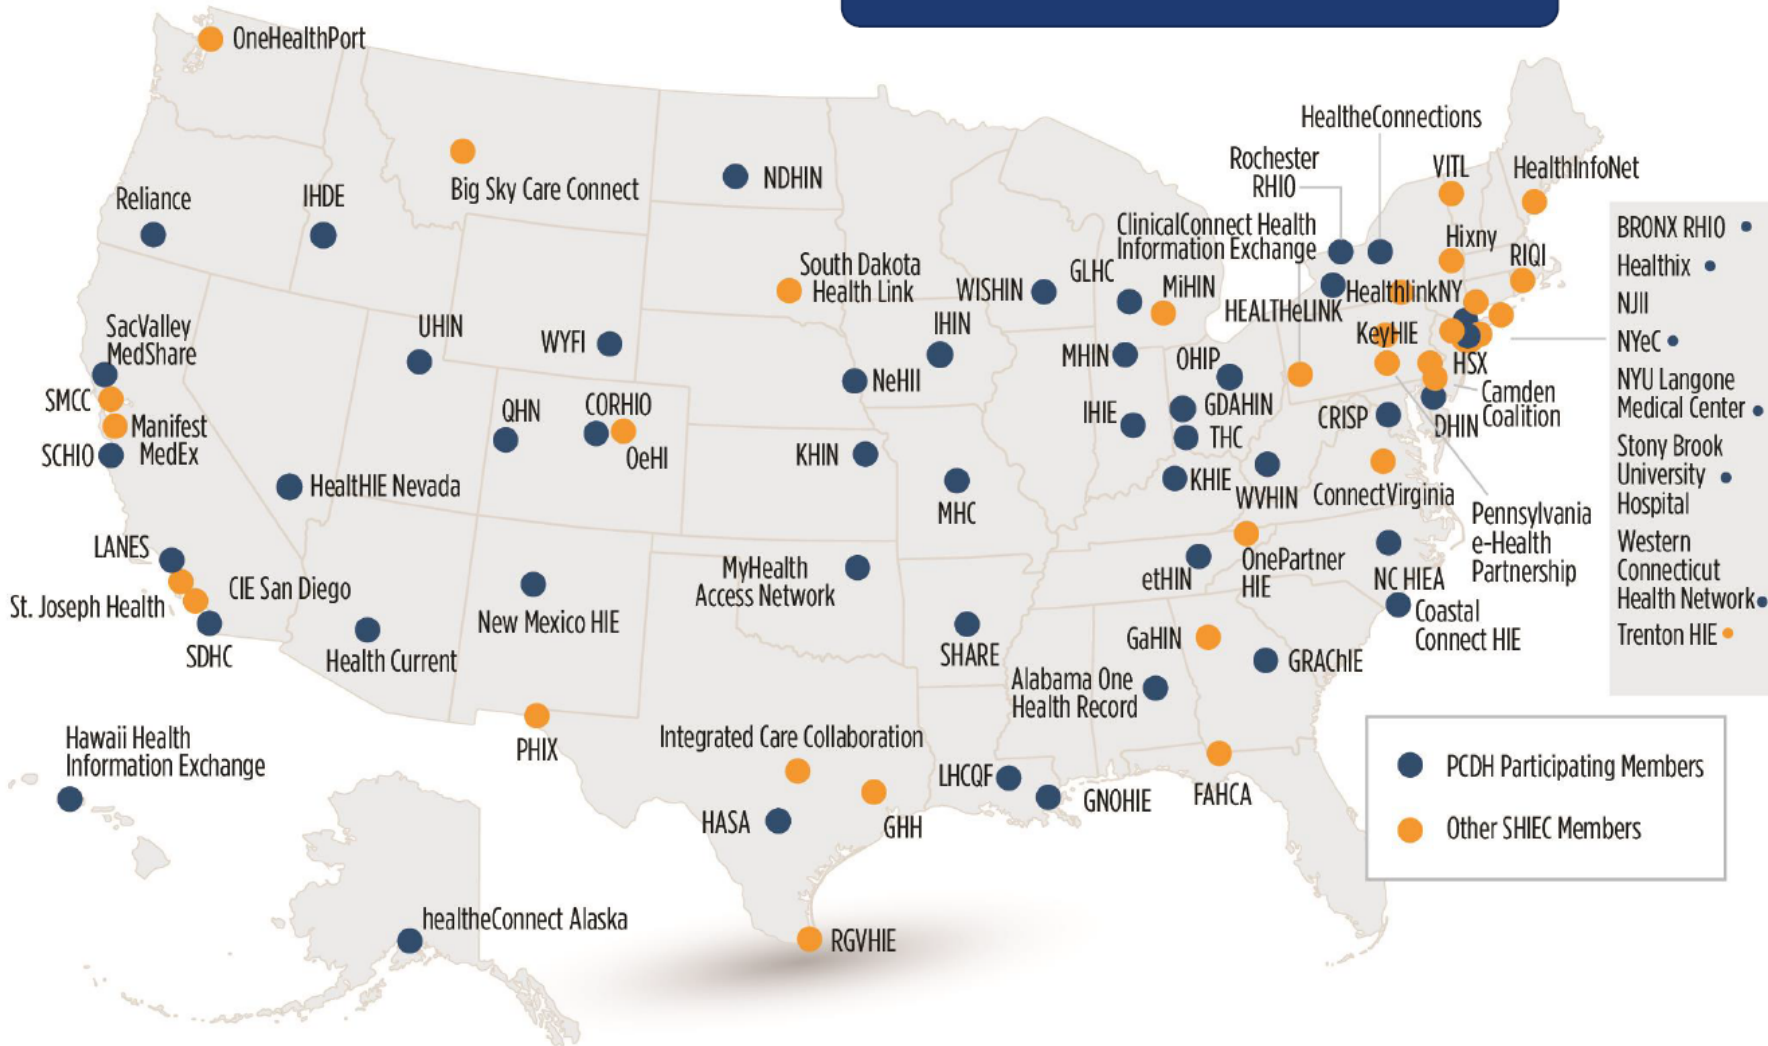 OneHealthPort
HealtheConnections
Rochester
RHIO
VITL
HealthInfoNet
Big Sky Care Connect
NDHIN
Reliance
IHDE
ClinicalConnect Health
Information Exchange
Hixny
RIQI
South Dakota
Health Link
WISHIN
GLHC
MiHIN
HEALTHeLINK
HealthlinkNY
SacValley
MedShare
UHIN
WYFI
IHIN
MHIN
OHIP
KeyHIE
HSX
NeHII
SMCC
Manifest
MedEx
SCHIO
QHN
CORHIO
OeHI
IHIE
GDAHIN
THC
CRISP
DHIN
Camden
Coalition
KHIN
HealtHIE Nevada
MHC
KHIE
WVHIN
ConnectVirginia
Pennsylvania
e-Health
Partnership
LANES
CIE San Diego
St. Joseph Health
SDHC
Health Current
New Mexico HIE
MyHealth
Access Network
etHIN
OnePartner
HIE
NC HIEA
Coastal
Connect HIE
SHARE
GaHIN
GRAChIE
Alabama One
Health Record
PHIX
Integrated Care Collaboration
LHCQF
GNOHIE
FAHCA
HASA
GHH
RGVHIE
Hawaii Health
Information Exchange
healtheConnect Alaska
BRONX RHIO
Healthix
NJII
NYeC
NYU Langone
Medical Center
Stony Brook
University
Hospital
Western
Connecticut
Health Network
Trenton HIE
PCDH Participating Members
Other SHIEC Members